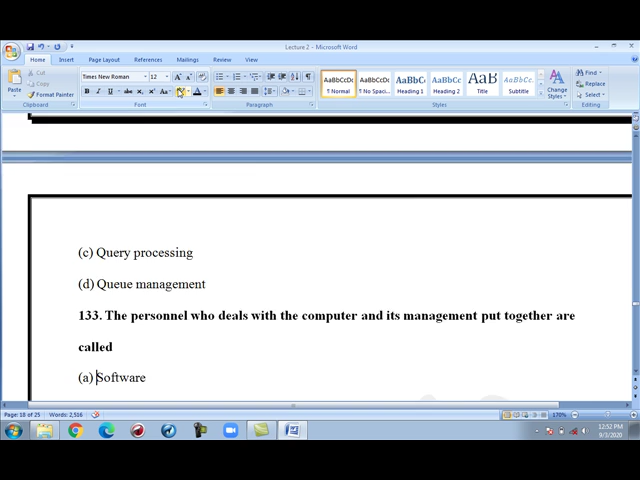 Lecture 2 - Microsoft Word
Home Insert Page Layout References Mailings Review View
Paste
Cut
Copy
Format Painter
Clipboard
Times New Roman 12
Font
Paragraph
AaBbCcDc AaBbCcDc AaBbC AaBbCc AaB AaBbCc
¶ Normal ¶ No Spaci... Heading 1 Heading 2 Title Subtitle
Change Styles
Styles
Find
Replace
Select
Editing
(c) Query processing
(d) Queue management
133. The personnel who deals with the computer and its management put together are
called
(a) Software
Page: 18 of 25 Words: 2,516 170%
12:52 PM
9/3/2020